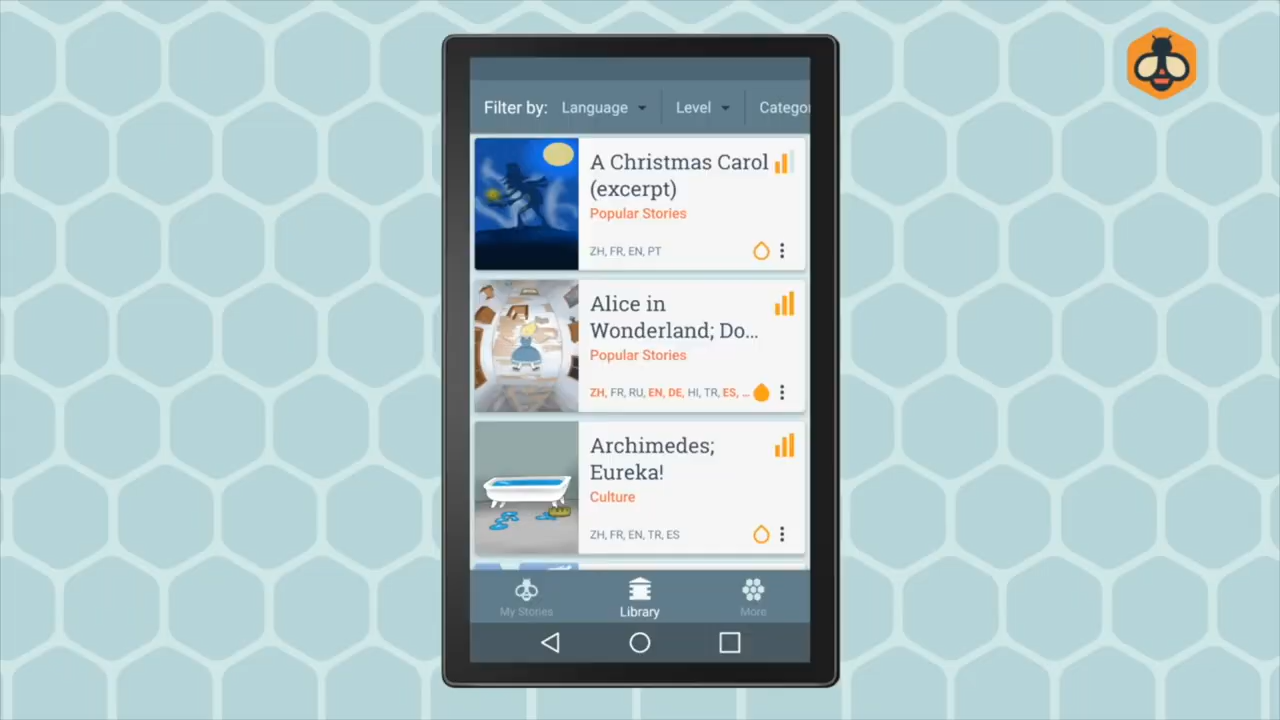 Filter by: Language Level Catego
A Christmas Carol
(excerpt)
Popular Stories
ZH, FR, EN, PT
Alice in
Wonderland; Do...
Popular Stories
ZH, FR, RU, EN, DE, HI, TR, ES, ...
Archimedes;
Eureka!
Culture
ZH, FR, EN, TR, ES
My Stories Library More